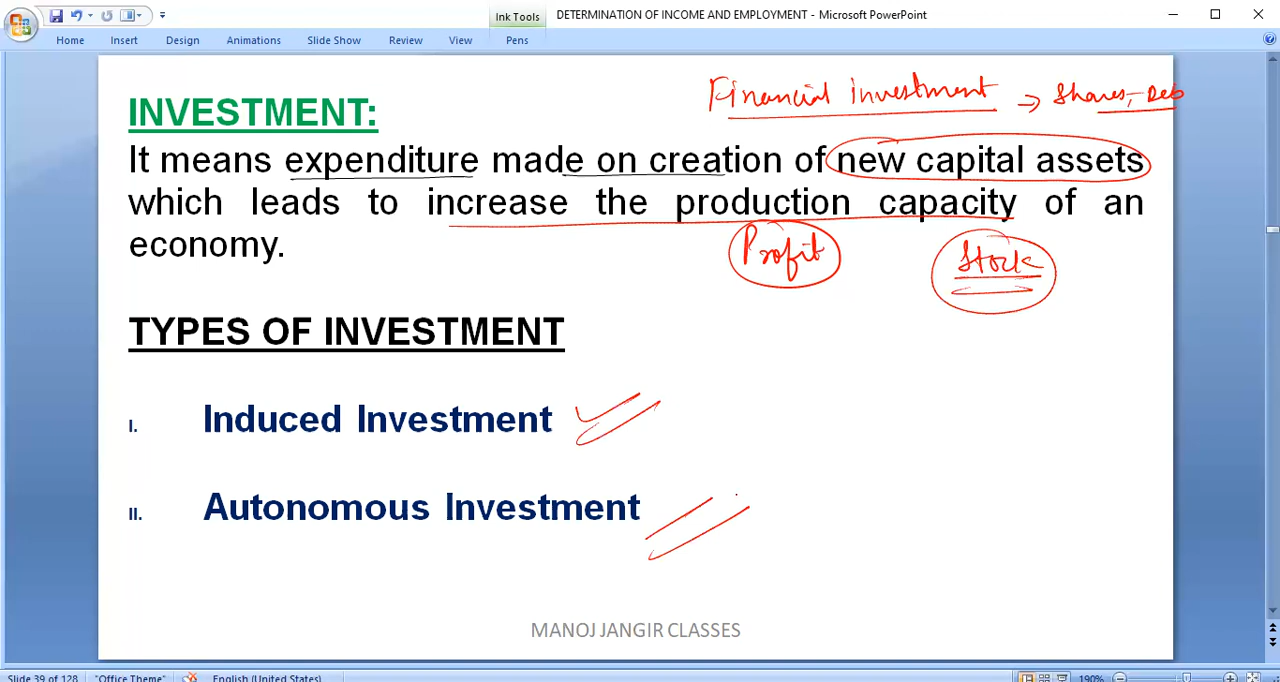 Ink Tools
DETERMINATION OF INCOME AND EMPLOYMENT - Microsoft PowerPoint
Home Insert Design Animations Slide Show Review View Pens
Financial investment → Shares, Deb
INVESTMENT:
It means expenditure made on creation of new capital assets
which leads to increase the production capacity of an
economy.
Profit Stock
TYPES OF INVESTMENT
I. Induced Investment
II. Autonomous Investment
MANOJ JANGIR CLASSES
Slide 39 of 128 "Office Theme" English (United States) 190%